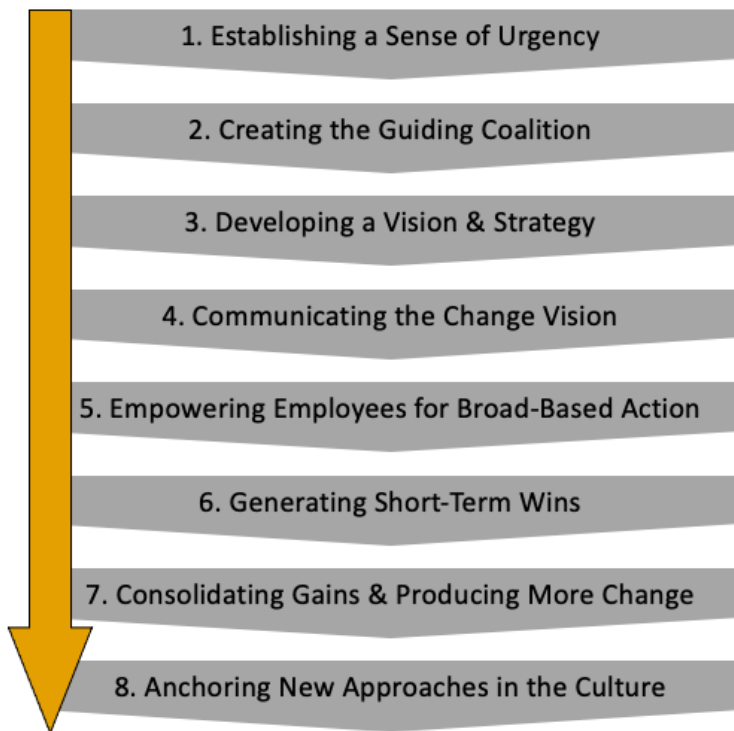 1. Establishing a Sense of Urgency
2. Creating the Guiding Coalition
3. Developing a Vision & Strategy
4. Communicating the Change Vision
5. Empowering Employees for Broad-Based Action
6. Generating Short-Term Wins
7. Consolidating Gains & Producing More Change
8. Anchoring New Approaches in the Culture